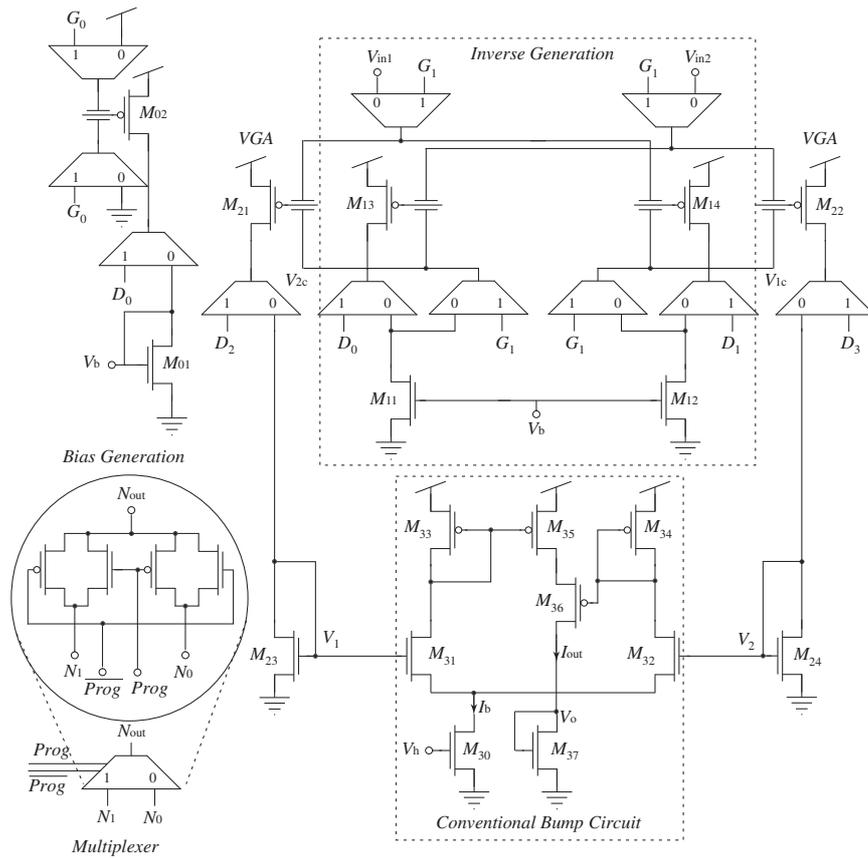 G0
1 0
M02
1 0
G0
1 0
D0
Vb
M01
Bias Generation
Inverse Generation
Vin1
G1
0 1
G1
Vin2
1 0
VGA
M21
M13
M14
VGA
M22
V2c
V1c
1 0
D2
1 0
D0
0 1
G1
1 0
G1
0 1
D1
0 1
D3
M11
M12
Vb
Nout
N1
Prog
Prog
N0
Nout
Prog
Prog
1 0
N1
N0
Multiplexer
M33
M35
M34
M36
V1
M23
M31
Iout
M32
V2
M24
Ib
Vo
Vh
M30
M37
Conventional Bump Circuit